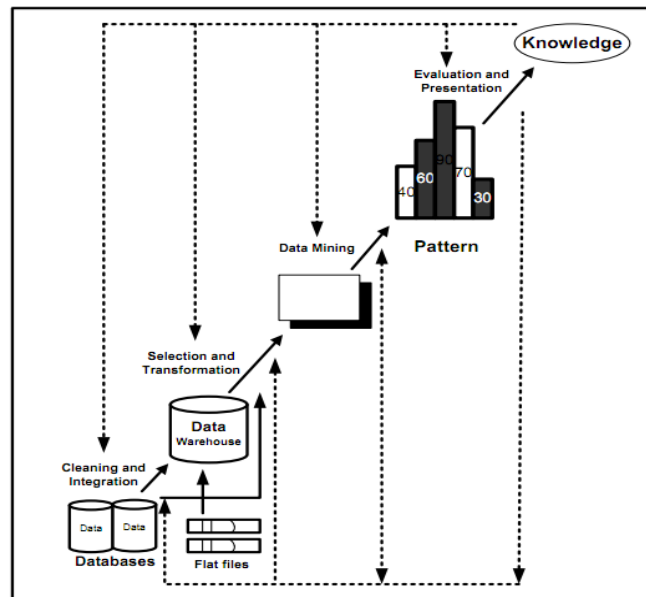 Knowledge
Evaluation and
Presentation
40
60
90
70
30
Pattern
Data Mining
Selection and
Transformation
Data
Warehouse
Cleaning and
Integration
Data
Data
Databases
Flat files